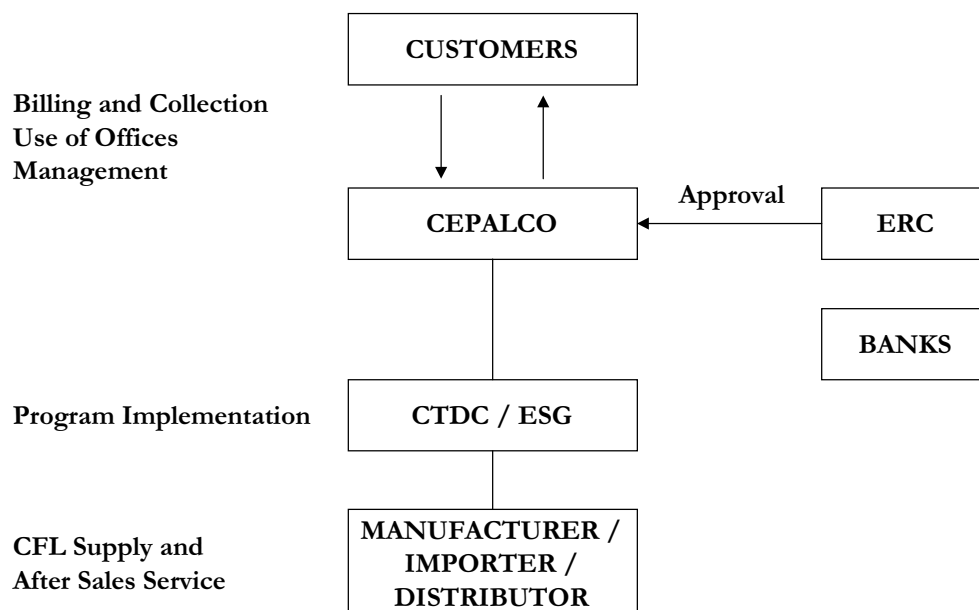 CUSTOMERS
Billing and Collection
Use of Offices
Management
Approval
CEPALCO
ERC
BANKS
Program Implementation
CTDC / ESG
CFL Supply and
After Sales Service
MANUFACTURER /
IMPORTER /
DISTRIBUTOR